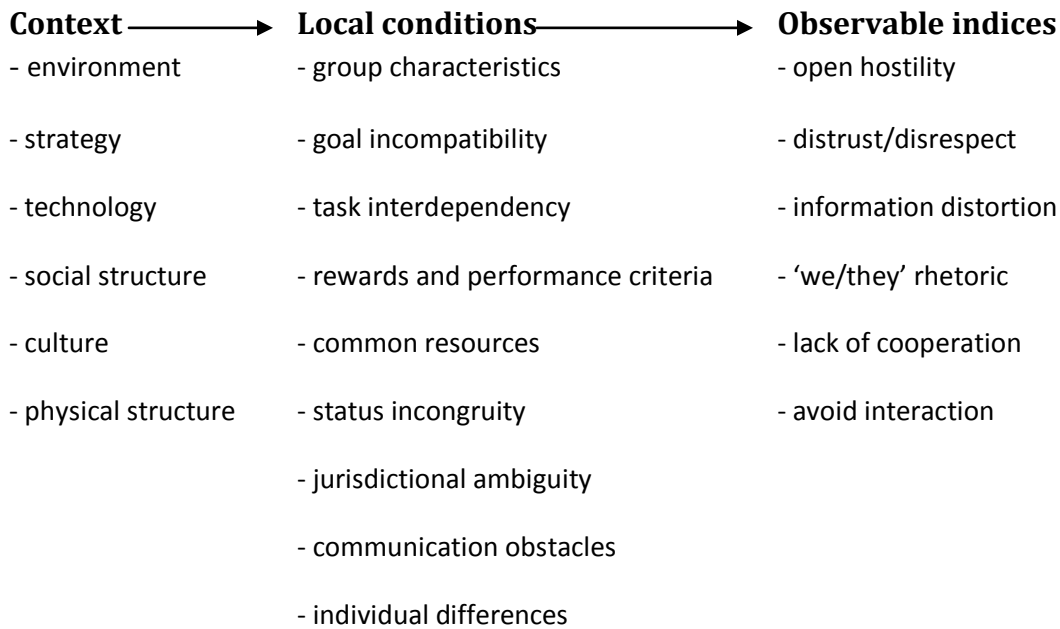 Context Local conditions Observable indices
- environment - group characteristics - open hostility
- strategy - goal incompatibility - distrust/disrespect
- technology - task interdependency - information distortion
- social structure - rewards and performance criteria - ‘we/they’ rhetoric
- culture - common resources - lack of cooperation
- physical structure - status incongruity - avoid interaction
- jurisdictional ambiguity
- communication obstacles
- individual differences